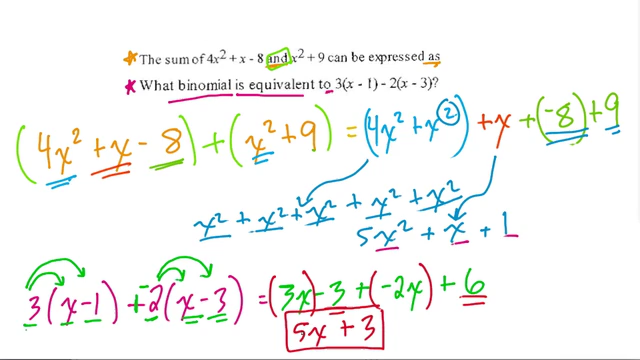 * The sum of 4x² + x - 8 and x² + 9 can be expressed as
* What binomial is equivalent to 3(x - 1) - 2(x - 3)?
(4x² + x - 8) + (x² + 9) = (4x² + x²) + x + (-8) + 9
x² + x² + x² + x² + x²
5x² + x + 1
3(x - 1) + -2(x - 3) = (3x) - 3 + (-2x) + 6
5x + 3